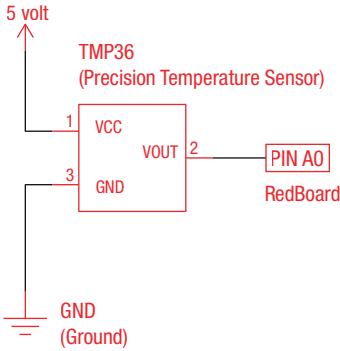 5 volt
TMP36
(Precision Temperature Sensor)
1
VCC
VOUT
2
PIN A0
3
GND
RedBoard
GND
(Ground)